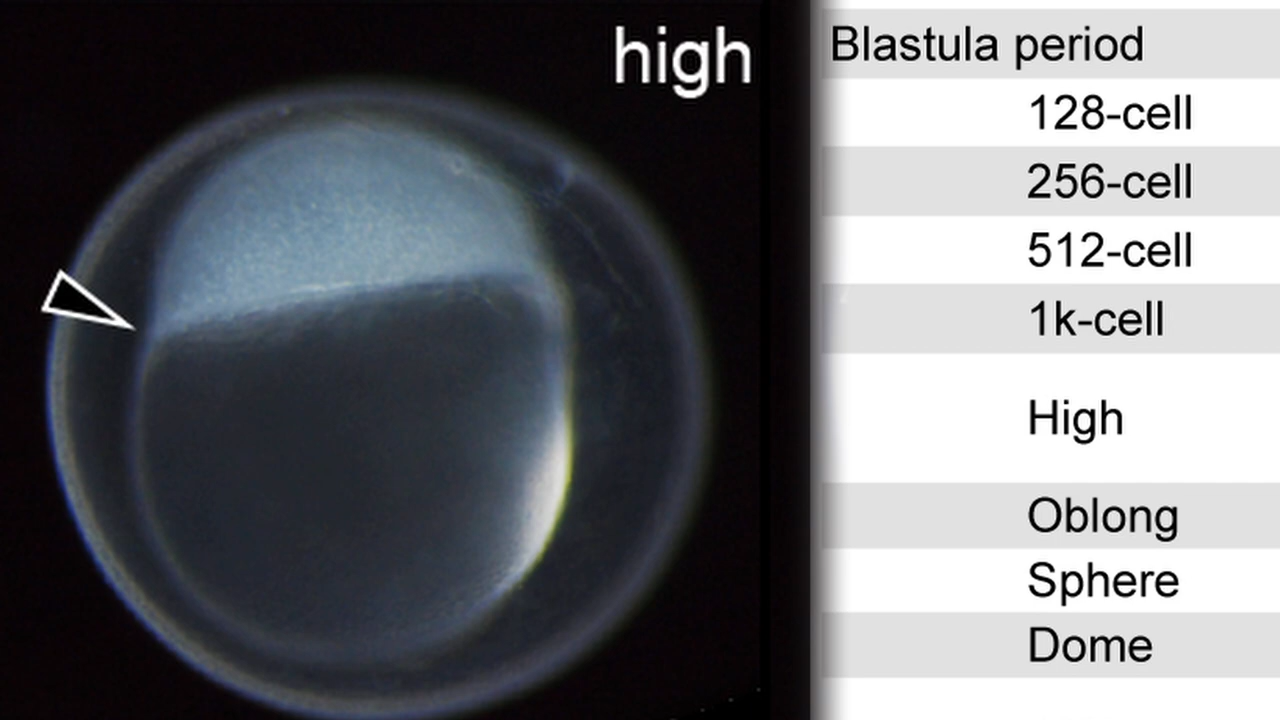 high
Blastula period
128-cell
256-cell
512-cell
1k-cell
High
Oblong
Sphere
Dome